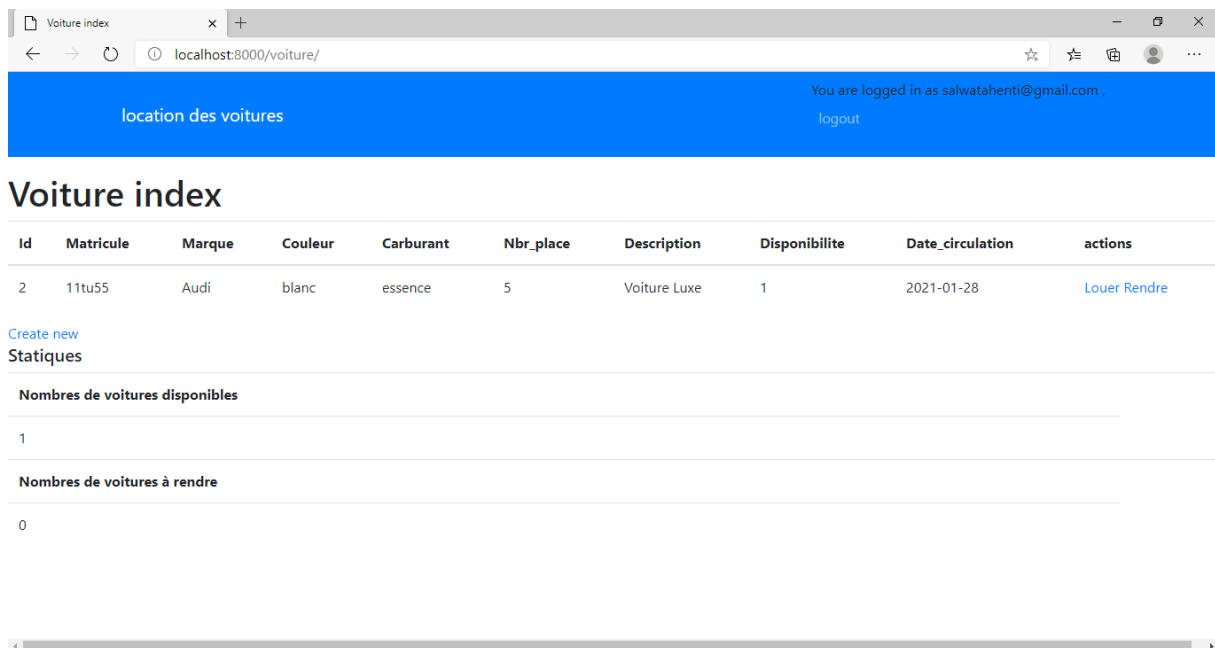 Voiture index
localhost:8000/voiture/
You are logged in as salwatahenti@gmail.com ,
location des voitures
logout
Voiture index
Id Matricule Marque Couleur Carburant Nbr_place Description Disponibilite Date_circulation actions
2 11tu55 Audi blanc essence 5 Voiture Luxe 1 2021-01-28 Louer Rendre
Create new
Statiques
Nombres de voitures disponibles
1
Nombres de voitures à rendre
0